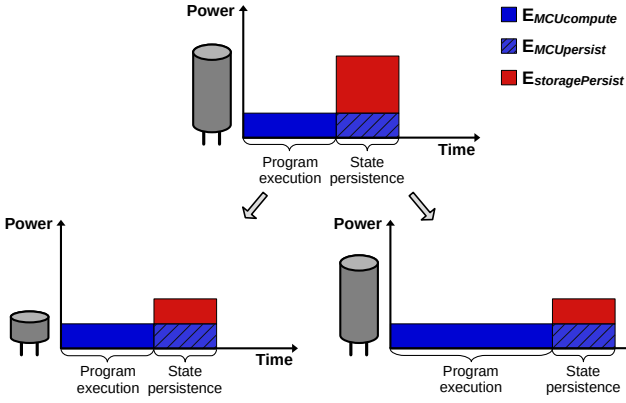 Power
E_MCUcompute
E_MCUpersist
E_storagePersist
Time
Program execution
State persistence
Power
Time
Program execution
State persistence
Power
Time
Program execution
State persistence